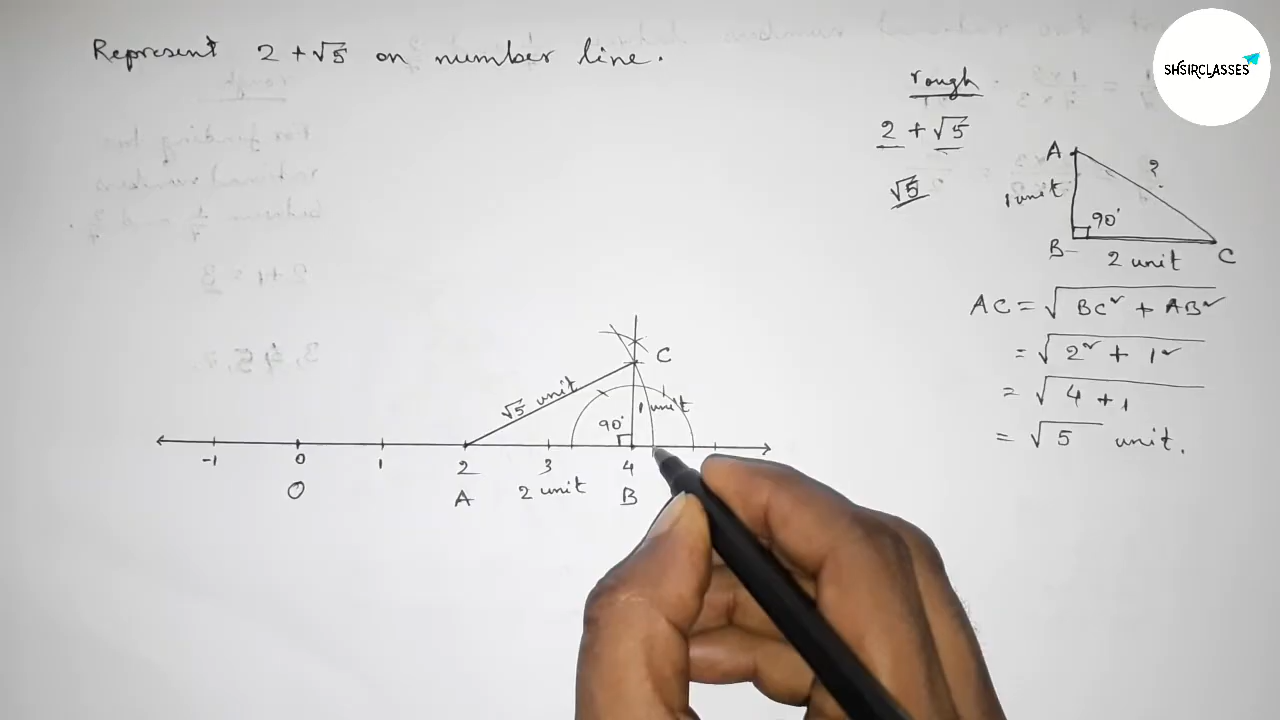 Represent 2 + √5 on number line.
SHSIRCLASSES
rough
2 + √5
√5
A
?
1 unit
90°
B
2 unit
C
AC = √BC² + AB²
= √2² + 1²
= √4 + 1
= √5 unit.
C
√5 unit
1 unit
90°
-1 0 1 2 3 4
O A 2 unit B